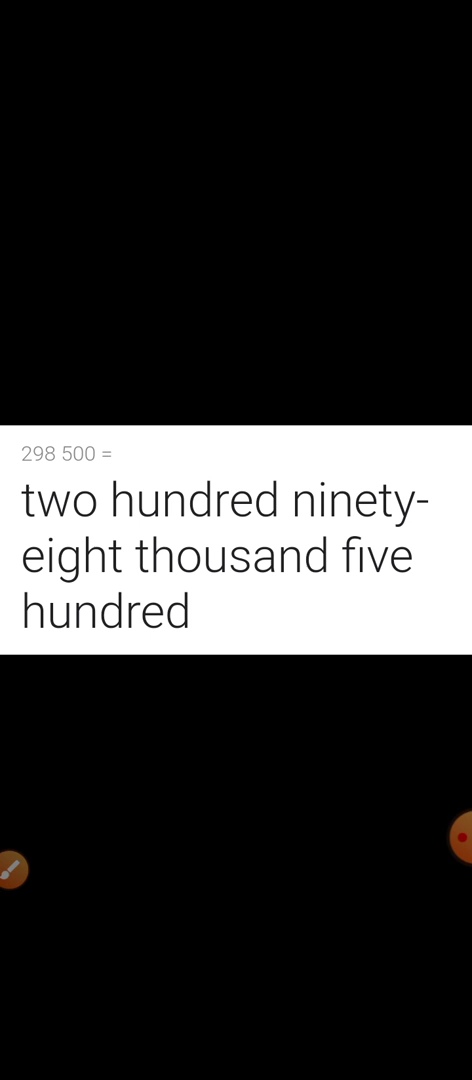 298 500 =
two hundred ninety-
eight thousand five
hundred